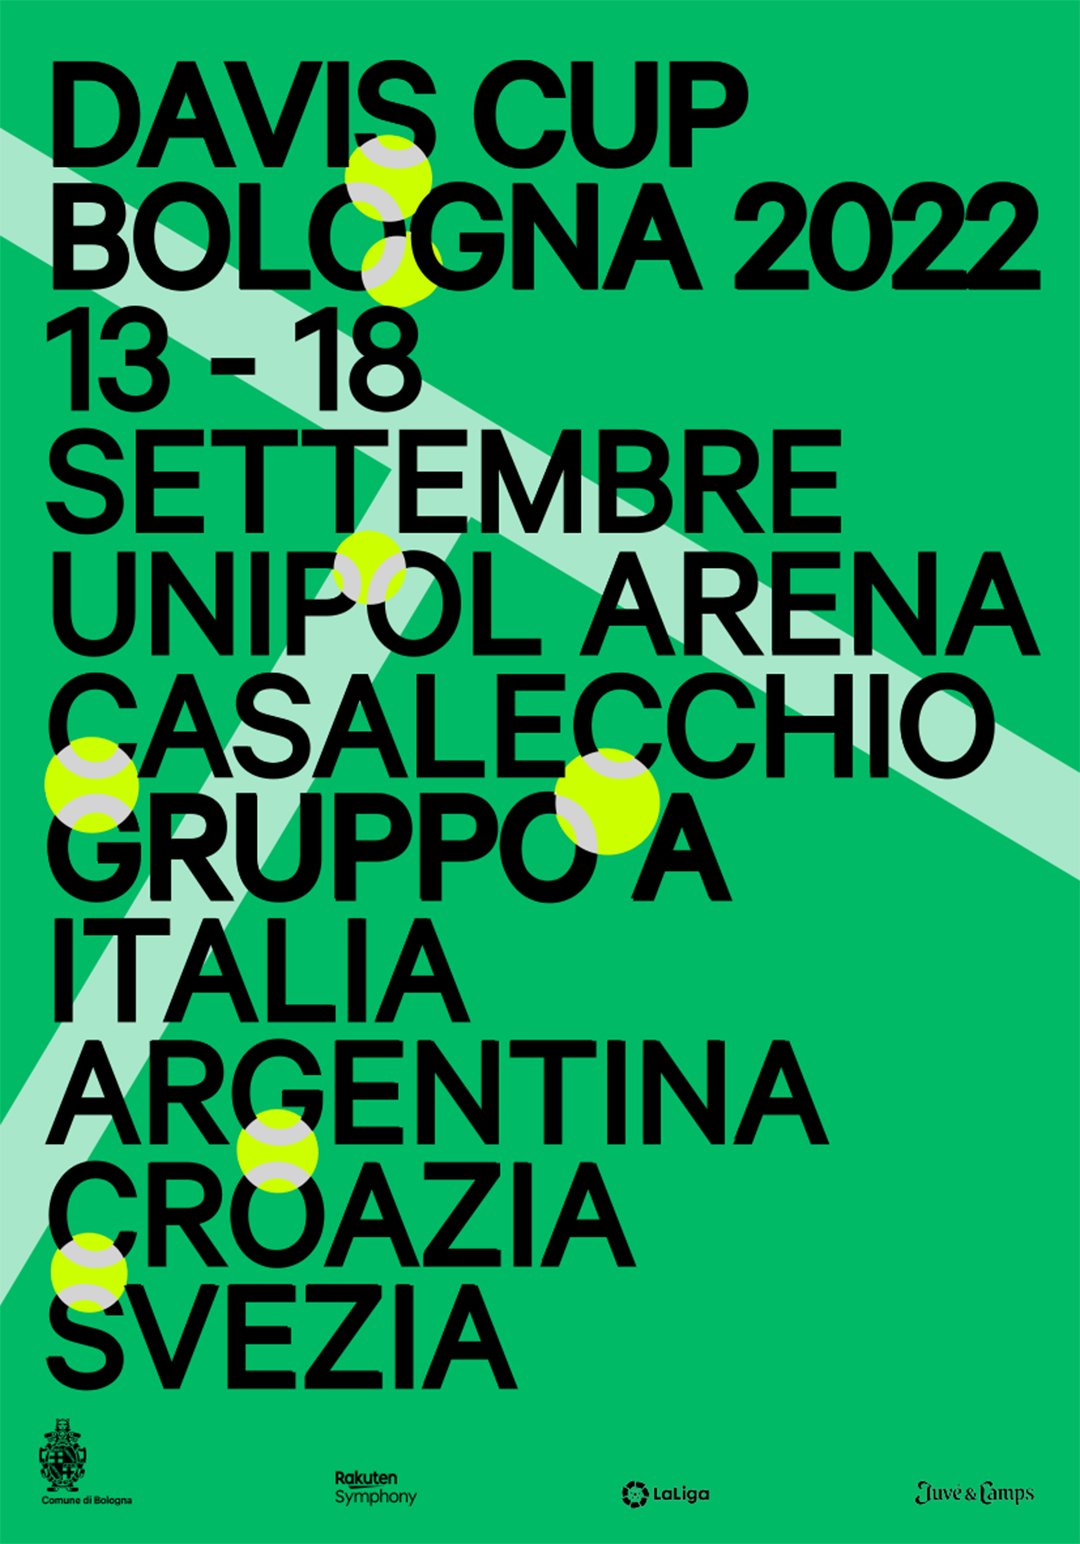 DAVIS CUP
BOLOGNA 2022
13 - 18
SETTEMBRE
UNIPOL ARENA
CASALECCHIO
GRUPPO A
ITALIA
ARGENTINA
CROAZIA
SVEZIA
Comune di Bologna
Rakuten
Symphony
LaLiga
Juvé & Camps